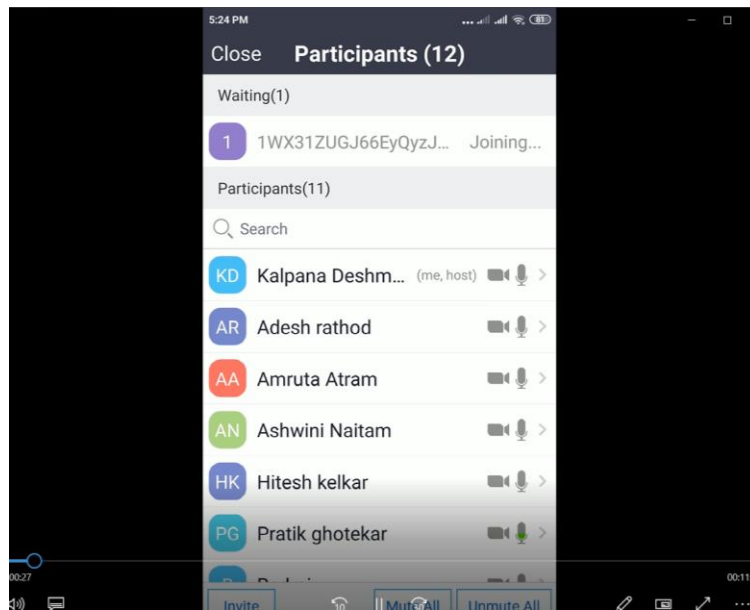 5:24 PM ... 81
Close Participants (12)
Waiting(1)
1 1WX31ZUGJ66EyQyzJ... Joining...
Participants(11)
Search
KD Kalpana Deshm... (me, host)
AR Adesh rathod
AA Amruta Atram
AN Ashwini Naitam
HK Hitesh kelkar
PG Pratik ghotekar
00:27 00:11
Invite 10 Mute All Unmute All